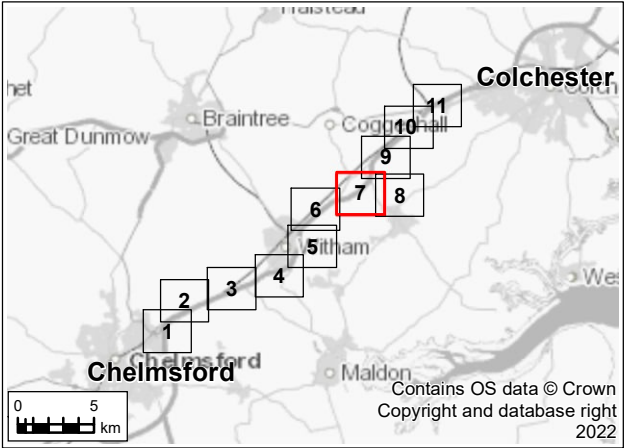 Halstead
Colchester
het
Braintree
11
Great Dunmow
Coggeshall
10
9
7
8
6
Witham
5
4
3
2
1
Chelmsford
Chelmsford
Maldon
Wes
0 5
km
Contains OS data © Crown
Copyright and database right
2022